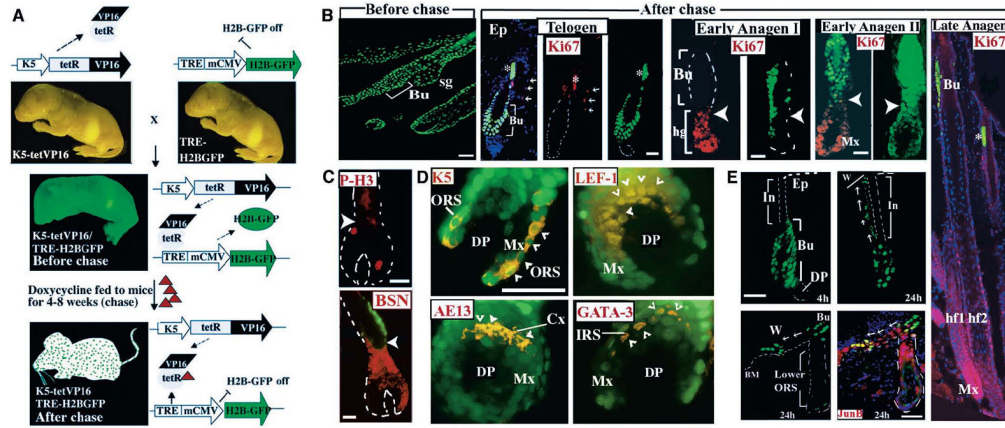 A
VP16
tetR
H2B-GFP off
K5
tetR
VP16
TRE
mCMV
H2B-GFP
K5-tetVP16
X
TRE-
H2BGFP
K5
tetR
VP16
VP16
tetR
H2B-GFP
TRE
mCMV
H2B-GFP
K5-tetVP16/
TRE-H2BGFP
Before chase
Doxycycline fed to mice
for 4-8 weeks (chase)
K5
tetR
VP16
VP16
tetR
H2B-GFP off
TRE
mCMV
H2B-GFP
K5-tetVP16
TRE-H2BGFP
After chase
B
Before chase
After chase
sg
Bu
Ep
Telogen
Ki67
*
*
*
Bu
Early Anagen I
Ki67
Bu
hg
Early Anagen II
Ki67
Mx
Late Anagen
Ki67
Bu
*
hf1 hf2
Mx
C
P-H3
BSN
D
K5
ORS
DP
Mx
ORS
LEF-1
DP
Mx
AE13
Cx
DP
Mx
GATA-3
IRS
DP
Mx
E
Ep
In
Bu
DP
4h
W
In
24h
W
Bu
BM
Lower
ORS
24h
JunB
24h